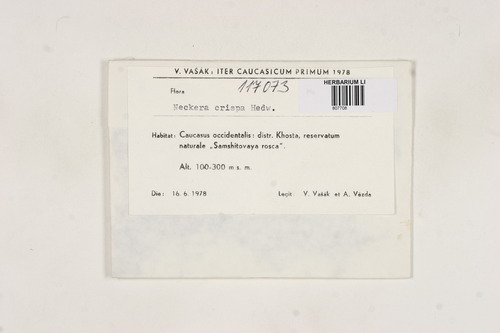 V. VAŠÁK: ITER CAUCASICUM PRIMUM 1978
Flora
117073
HERBARIUM LI
Neckera crispa Hedw.
Habitat: Caucasus occidentalis: distr. Khosta, reservatum
naturale „Samshitovaya rosca".
Alt. 100-300 m s. m.
Die: 16. 6. 1978 Legit: V. Vašák et A. Vězda